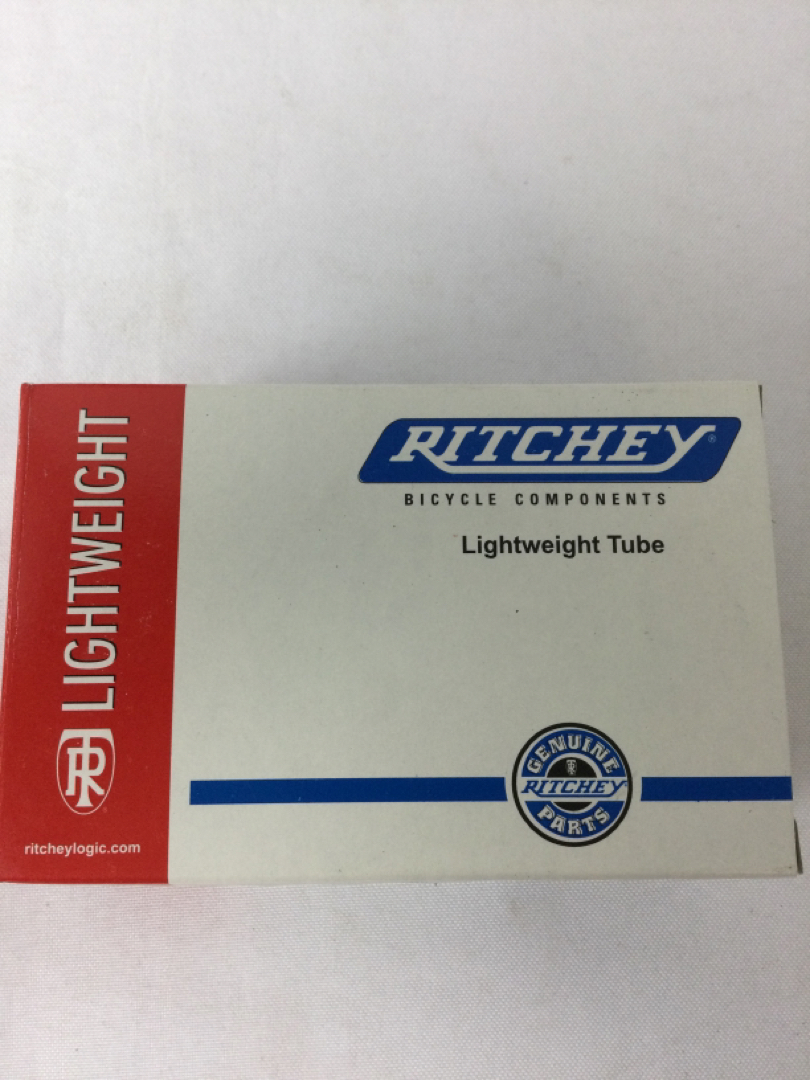 LIGHTWEIGHT
ritcheylogic.com
RITCHEY®
BICYCLE COMPONENTS
Lightweight Tube
GENUINE
RITCHEY
PARTS